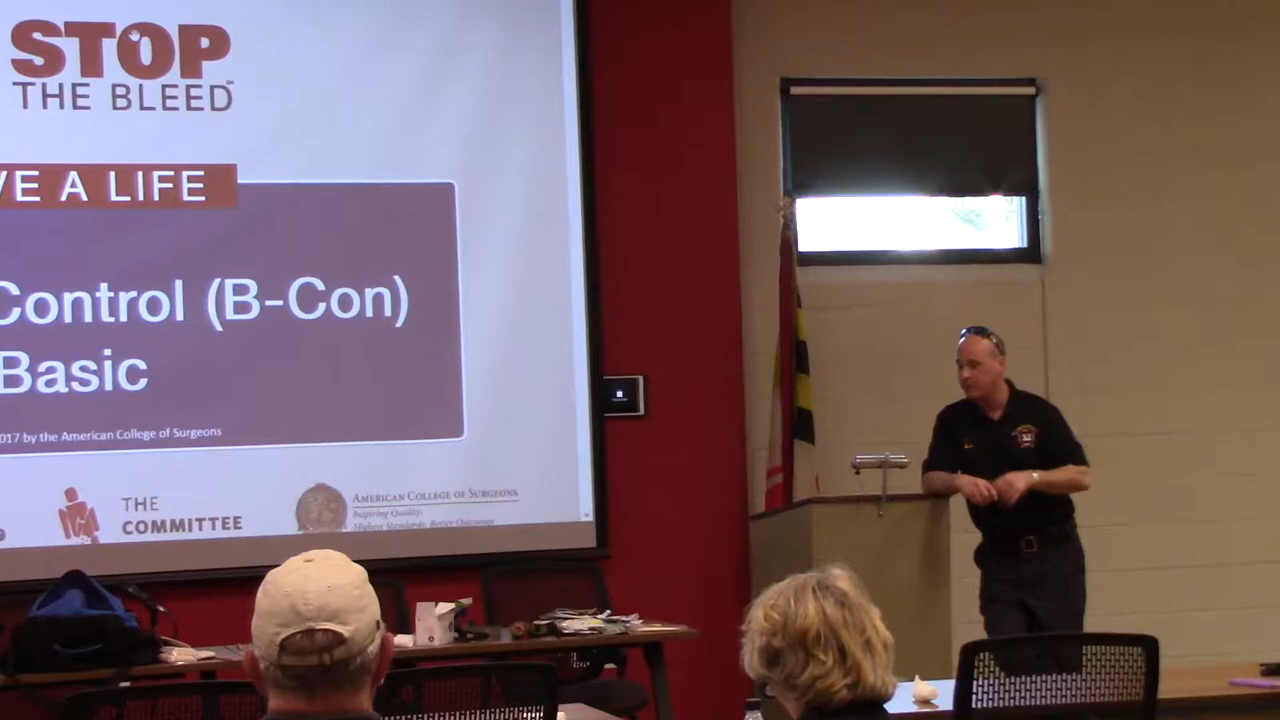 STOP
THE BLEED
VE A LIFE
Control (B-Con)
Basic
017 by the American College of Surgeons
THE
COMMITTEE
AMERICAN COLLEGE OF SURGEONS
Inspiring Quality:
Highest Standards, Better Outcomes